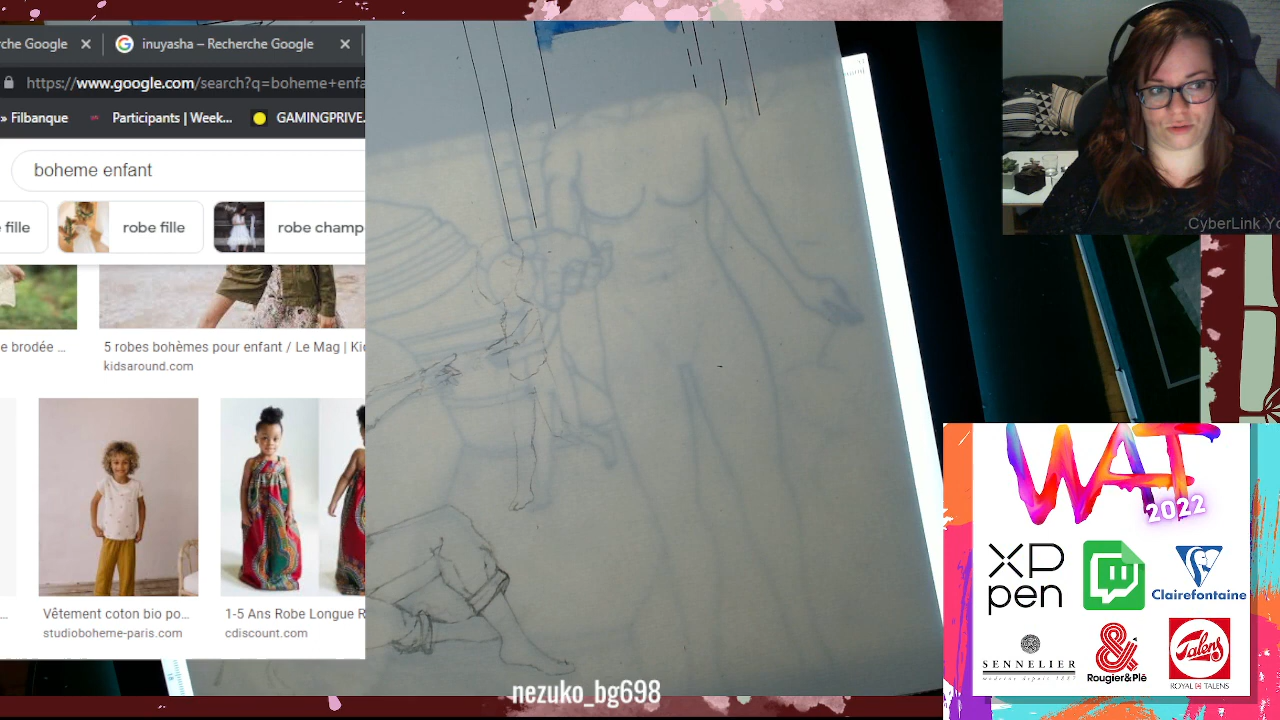 che Google
inuyasha – Recherche Google
https://www.google.com/search?q=boheme+enfa
» Filbanque
Participants | Week...
GAMINGPRIVE.
boheme enfant
fille
robe fille
robe champ
e brodée ...
5 robes bohèmes pour enfant / Le Mag | Kid
kidsaround.com
Vêtement coton bio po...
studioboheme-paris.com
1-5 Ans Robe Longue R
cdiscount.com
nezuko_bg698
CyberLink Yo
WAT
2022
XP
pen
Clairefontaine
SENNELIER
Rougier&Plé
Talens
ROYAL TALENS